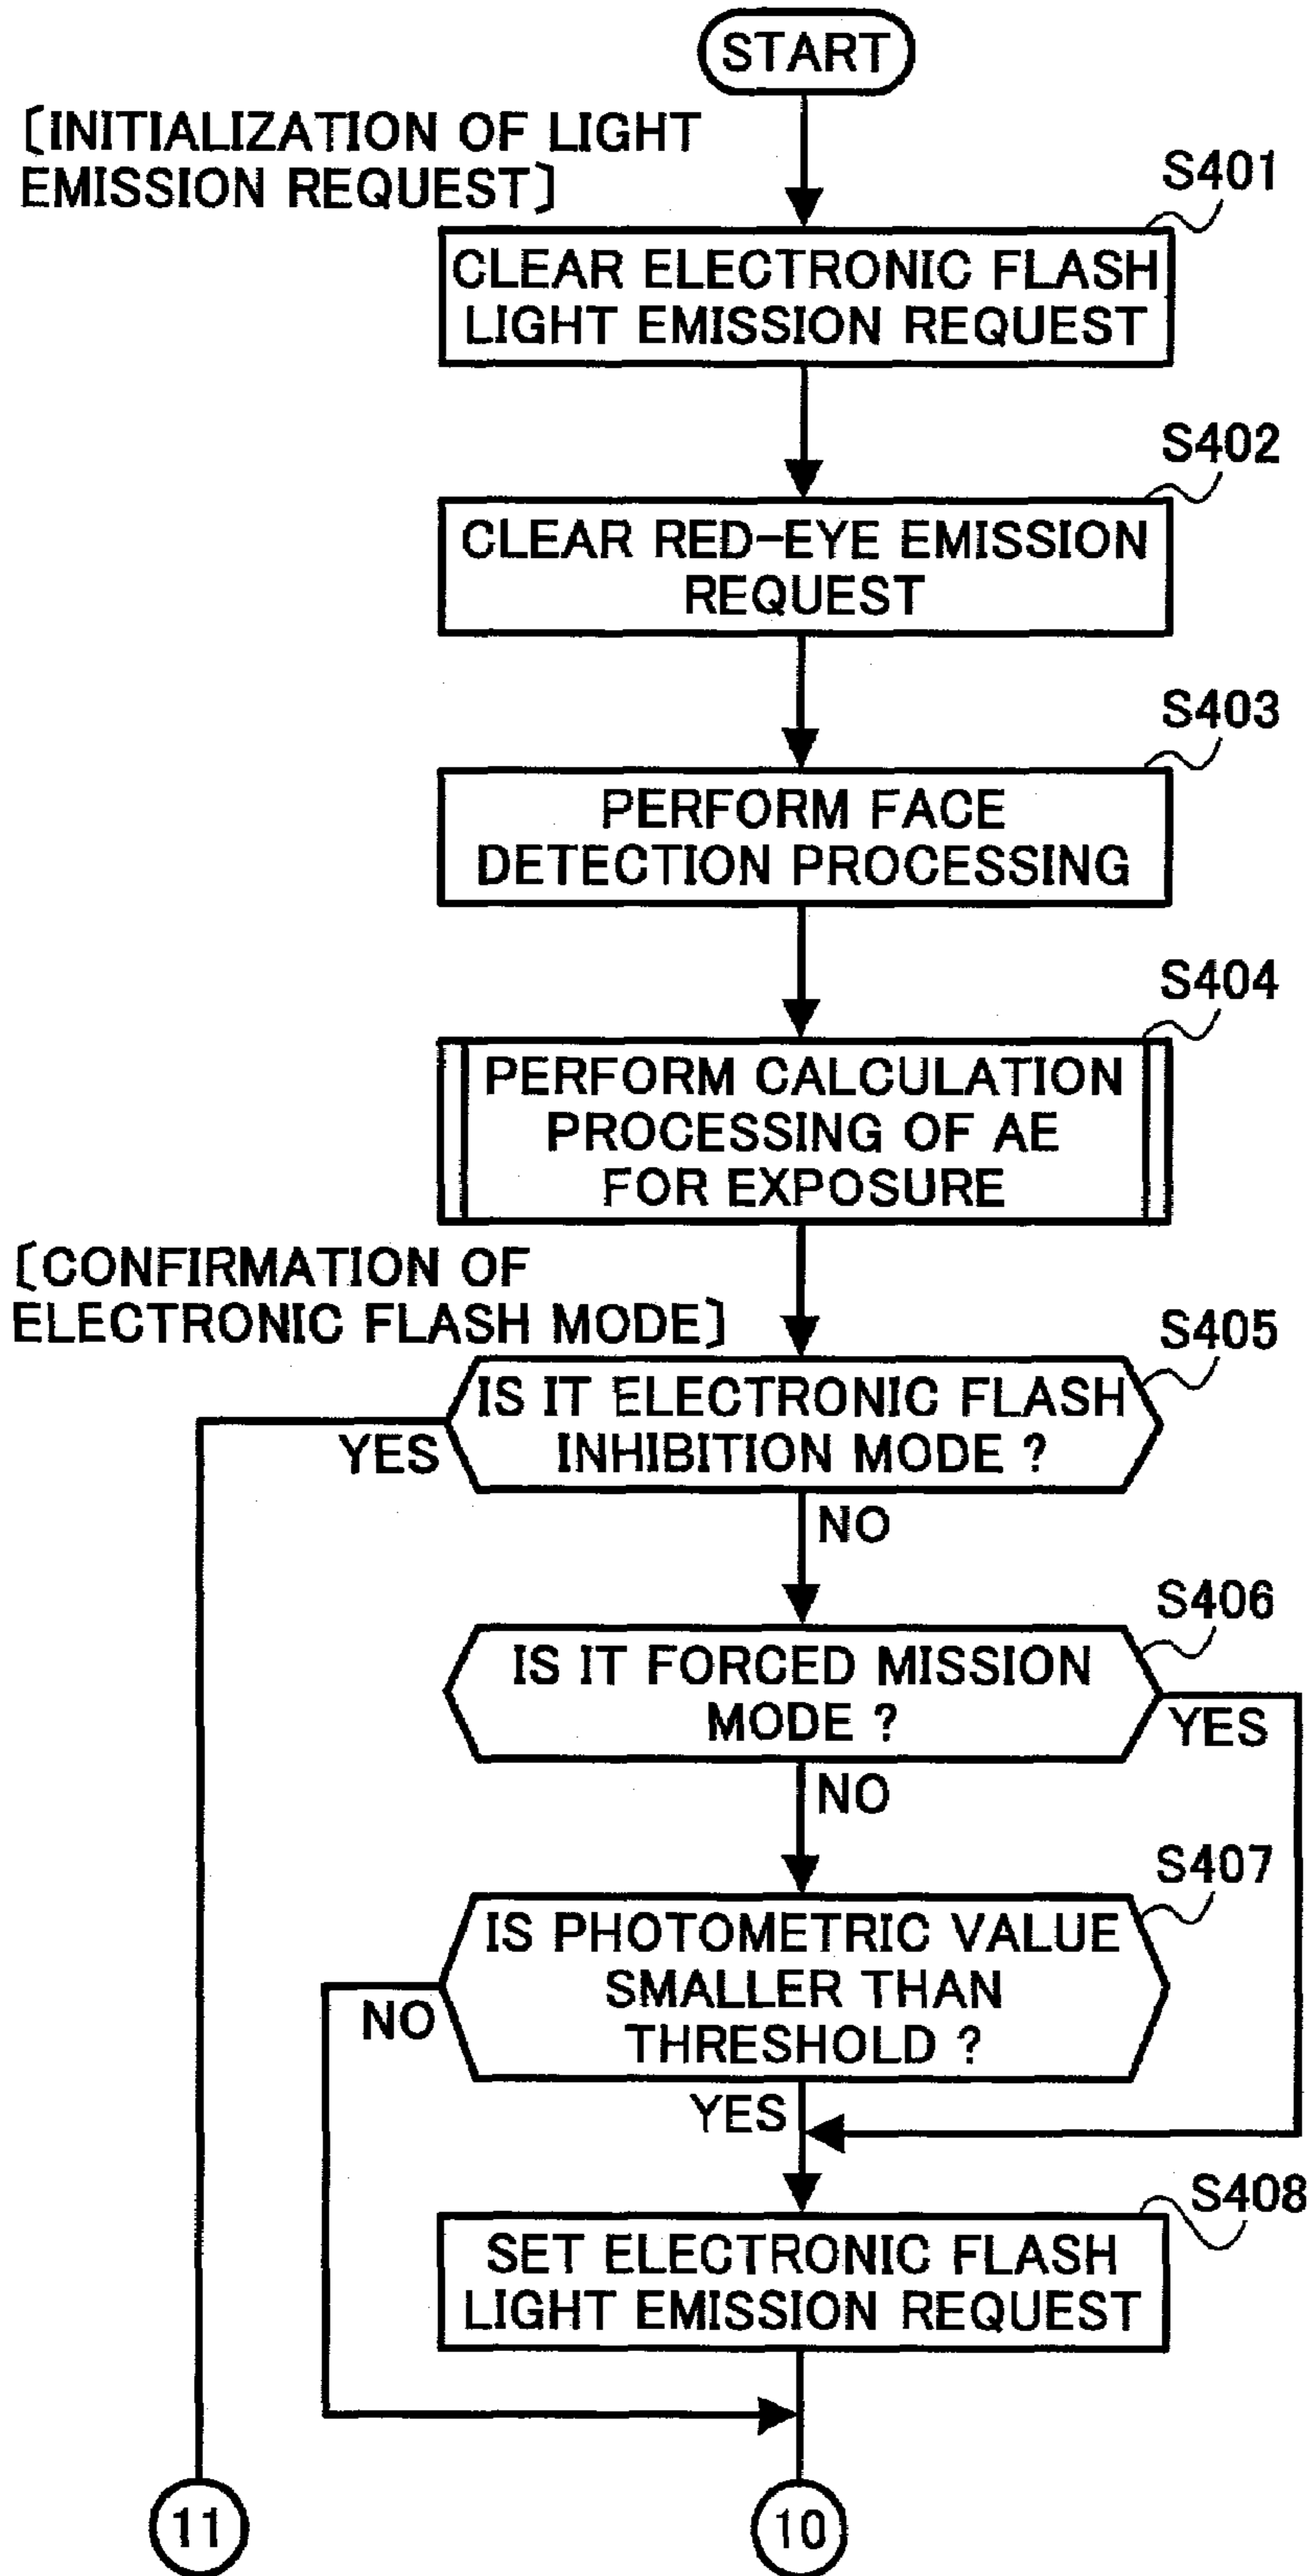 START
〔INITIALIZATION OF LIGHT
EMISSION REQUEST〕
S401
CLEAR ELECTRONIC FLASH
LIGHT EMISSION REQUEST
S402
CLEAR RED-EYE EMISSION
REQUEST
S403
PERFORM FACE
DETECTION PROCESSING
S404
PERFORM CALCULATION
PROCESSING OF AE
FOR EXPOSURE
〔CONFIRMATION OF
ELECTRONIC FLASH MODE〕
S405
IS IT ELECTRONIC FLASH
INHIBITION MODE ?
YES
NO
S406
IS IT FORCED MISSION
MODE ?
YES
NO
S407
IS PHOTOMETRIC VALUE
SMALLER THAN
THRESHOLD ?
NO
YES
S408
SET ELECTRONIC FLASH
LIGHT EMISSION REQUEST
11
10